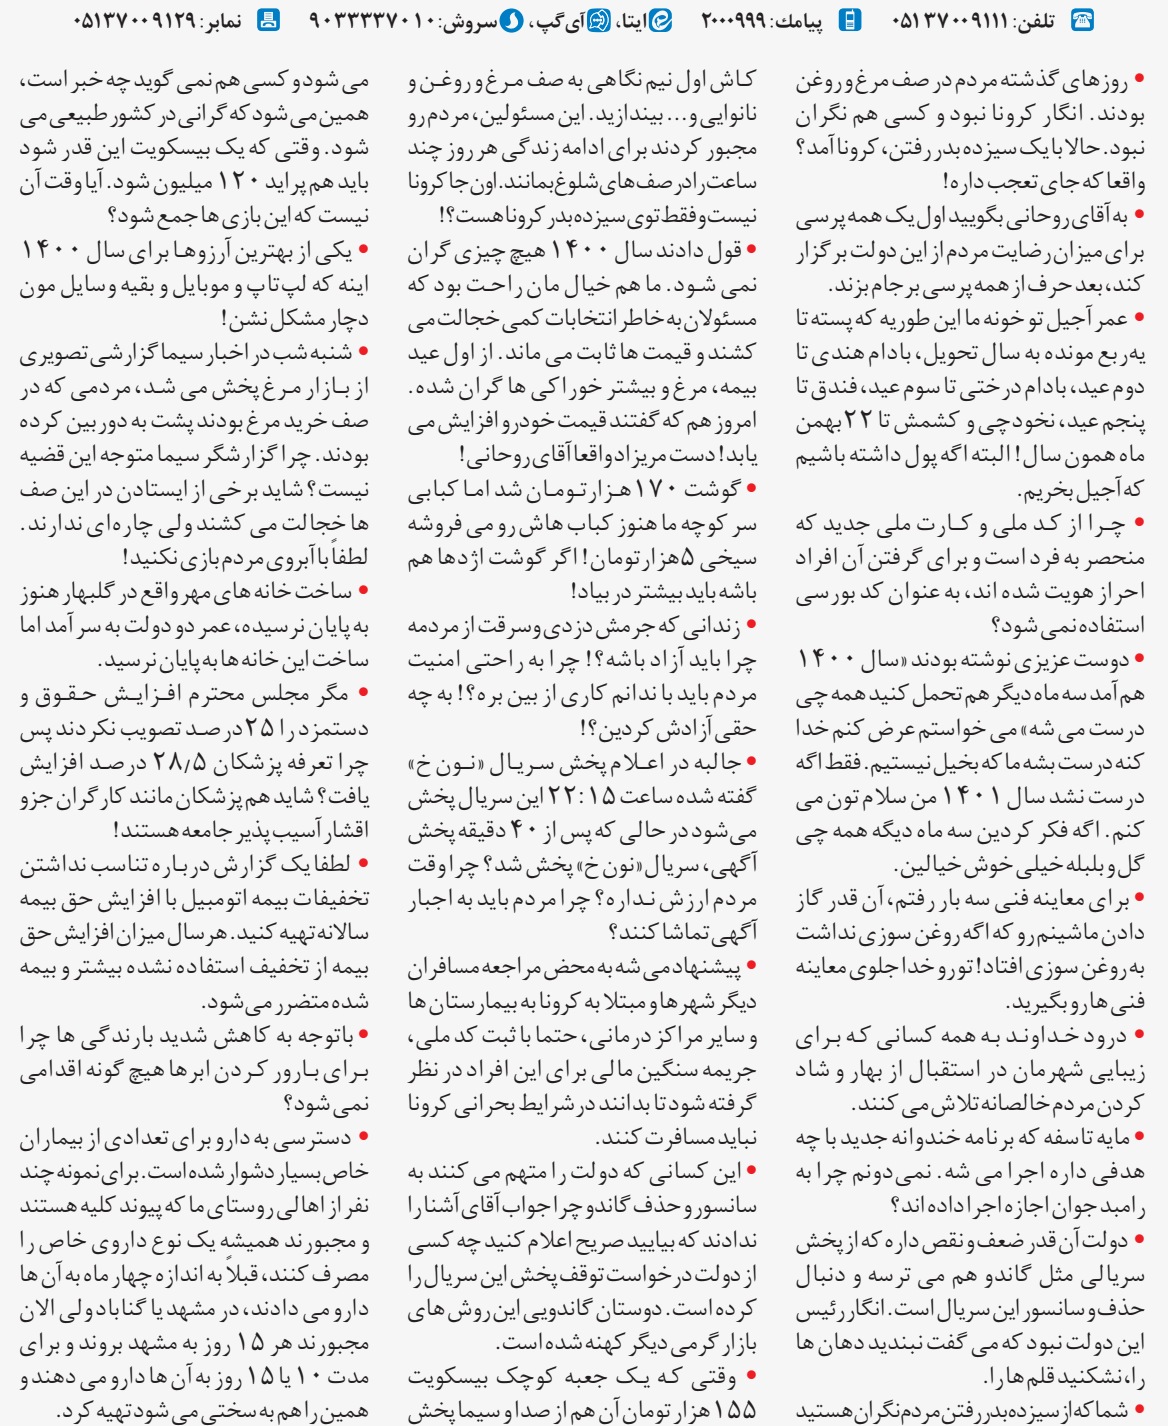 تلفن: ۰۵۱۳۷۰۰۹۱۱۱ پیامک: ۲۰۰۰۹۹۹ ایتا، آی‌گپ، سروش: ۹۰۳۳۳۳۷۰۱۰ نمابر: ۰۵۱۳۷۰۰۹۱۲۹
• روزهای گذشته مردم در صف مرغ و روغن
بودند. انگار کرونا نبود و کسی هم نگران
نبود. حالا با یک سیزده‌بدر رفتن، کرونا آمد؟
واقعا که جای تعجب داره!
• به آقای روحانی بگویید اول یک همه پرسی
برای میزان رضایت مردم از این دولت برگزار
کند، بعد حرف از همه پرسی برجام بزند.
• عمر آجیل تو خونه ما این طوریه که پسته تا
یه ربع مونده به سال تحویل، بادام هندی تا
دوم عید، بادام درختی تا سوم عید، فندق تا
پنجم عید، نخودچی و کشمش تا ۲۲بهمن
ماه همون سال! البته اگه پول داشته باشیم
که آجیل بخریم.
• چرا از کد ملی و کارت ملی جدید که
منحصر به فرد است و برای گرفتن آن افراد
احراز هویت شده اند، به عنوان کد بورسی
استفاده نمی شود؟
• دوست عزیزی نوشته بودند «سال ۱۴۰۰
هم آمد سه ماه دیگر هم تحمل کنید همه چی
درست می شه» می خواستم عرض کنم خدا
کنه درست بشه ما که بخیل نیستیم. فقط اگه
درست نشد سال ۱۴۰۱ من سلام تون می
کنم. اگه فکر کردین سه ماه دیگه همه چی
گل و بلبله خیلی خوش خیالین.
• برای معاینه فنی سه بار رفتم، آن قدر گاز
دادن ماشینم رو که اگه روغن سوزی نداشت
به روغن سوزی افتاد! تو رو خدا جلوی معاینه
فنی ها رو بگیرید.
• درود خداوند به همه کسانی که برای
زیبایی شهرمان در استقبال از بهار و شاد
کردن مردم خالصانه تلاش می کنند.
• مایه تاسفه که برنامه خندوانه جدید با چه
هدفی داره اجرا می شه. نمی‌دونم چرا به
رامبد جوان اجازه اجرا داده اند؟
• دولت آن قدر ضعف و نقص داره که از پخش
سریالی مثل گاندو هم می ترسه و دنبال
حذف و سانسور این سریال است. انگار رئیس
این دولت نبود که می گفت نبندید دهان ها
را، نشکنید قلم ها را.
• شما که از سیزده‌بدر رفتن مردم نگران هستید
کاش اول نیم نگاهی به صف مرغ و روغن و
نانوایی و... بیندازید. این مسئولین، مردم رو
مجبور کردند برای ادامه زندگی هر روز چند
ساعت را در صف های شلوغ بمانند. اون جا کرونا
نیست و فقط توی سیزده‌بدر کرونا هست؟!
• قول دادند سال ۱۴۰۰ هیچ چیزی گران
نمی شود. ما هم خیال مان راحت بود که
مسئولان به خاطر انتخابات کمی خجالت می
کشند و قیمت ها ثابت می ماند. از اول عید
بیمه، مرغ و بیشتر خوراکی ها گران شده.
امروز هم که گفتند قیمت خودرو افزایش می
یابد! دست مریزاد واقعا آقای روحانی!
• گوشت ۱۷۰هزارتومان شد اما کبابی
سر کوچه ما هنوز کباب هاش رو می فروشه
سیخی ۵هزار تومان! اگر گوشت اژدها هم
باشه باید بیشتر در بیاد!
• زندانی که جرمش دزدی وسرقت از مردمه
چرا باید آزاد باشه؟! چرا به راحتی امنیت
مردم باید با ندانم کاری از بین بره؟! به چه
حقی آزادش کردین؟!
• جالبه در اعلام پخش سریال «نون خ»
گفته شده ساعت ۲۲:۱۵ این سریال پخش
می‌شود در حالی که پس از ۴۰ دقیقه پخش
آگهی، سریال «نون خ» پخش شد؟ چرا وقت
مردم ارزش نداره؟ چرا مردم باید به اجبار
آگهی تماشا کنند؟
• پیشنهاد می شه به محض مراجعه مسافران
دیگر شهرها و مبتلا به کرونا به بیمارستان ها
و سایر مراکز درمانی، حتما با ثبت کد ملی،
جریمه سنگین مالی برای این افراد در نظر
گرفته شود تا بدانند در شرایط بحرانی کرونا
نباید مسافرت کنند.
• این کسانی که دولت را متهم می کنند به
سانسور و حذف گاندو چرا جواب آقای آشنا را
ندادند که بیایید صریح اعلام کنید چه کسی
از دولت درخواست توقف پخش این سریال را
کرده است. دوستان گاندویی این روش های
بازار گرمی دیگر کهنه شده است.
• وقتی که یک جعبه کوچک بیسکویت
۱۵۵هزار تومان آن هم از صدا و سیما پخش
می شود و کسی هم نمی گوید چه خبر است،
همین می شود که گرانی در کشور طبیعی می
شود. وقتی که یک بیسکویت این قدر شود
باید هم پراید ۱۲۰ میلیون شود. آیا وقت آن
نیست که این بازی ها جمع شود؟
• یکی از بهترین آرزوها برای سال ۱۴۰۰
اینه که لپ تاپ و موبایل و بقیه وسایل مون
دچار مشکل نشن!
• شنبه شب در اخبار سیما گزارشی تصویری
از بازار مرغ پخش می شد، مردمی که در
صف خرید مرغ بودند پشت به دوربین کرده
بودند. چرا گزارشگر سیما متوجه این قضیه
نیست؟ شاید برخی از ایستادن در این صف
ها خجالت می کشند ولی چاره ای ندارند.
لطفاً با آبروی مردم بازی نکنید!
• ساخت خانه های مهر واقع در گلبهار هنوز
به پایان نرسیده، عمر دو دولت به سر آمد اما
ساخت این خانه ها به پایان نرسید.
• مگر مجلس محترم افزایش حقوق و
دستمزد را ۲۵درصد تصویب نکردند پس
چرا تعرفه پزشکان ۲۸/۵ درصد افزایش
یافت؟ شاید هم پزشکان مانند کارگران جزو
اقشار آسیب پذیر جامعه هستند!
• لطفا یک گزارش درباره تناسب نداشتن
تخفیفات بیمه اتومبیل با افزایش حق بیمه
سالانه تهیه کنید. هر سال میزان افزایش حق
بیمه از تخفیف استفاده نشده بیشتر و بیمه
شده متضرر می شود.
• باتوجه به کاهش شدید بارندگی ها چرا
برای بارور کردن ابرها هیچ گونه اقدامی
نمی شود؟
• دسترسی به دارو برای تعدادی از بیماران
خاص بسیار دشوار شده است. برای نمونه چند
نفر از اهالی روستای ما که پیوند کلیه هستند
و مجبورند همیشه یک نوع داروی خاص را
مصرف کنند، قبلاً به اندازه چهار ماه به آن ها
دارو می دادند، در مشهد یا گناباد ولی الان
مجبورند هر ۱۵ روز به مشهد بروند و برای
مدت ۱۰ یا ۱۵ روز به آن ها دارو می دهند و
همین را هم به سختی می شود تهیه کرد.